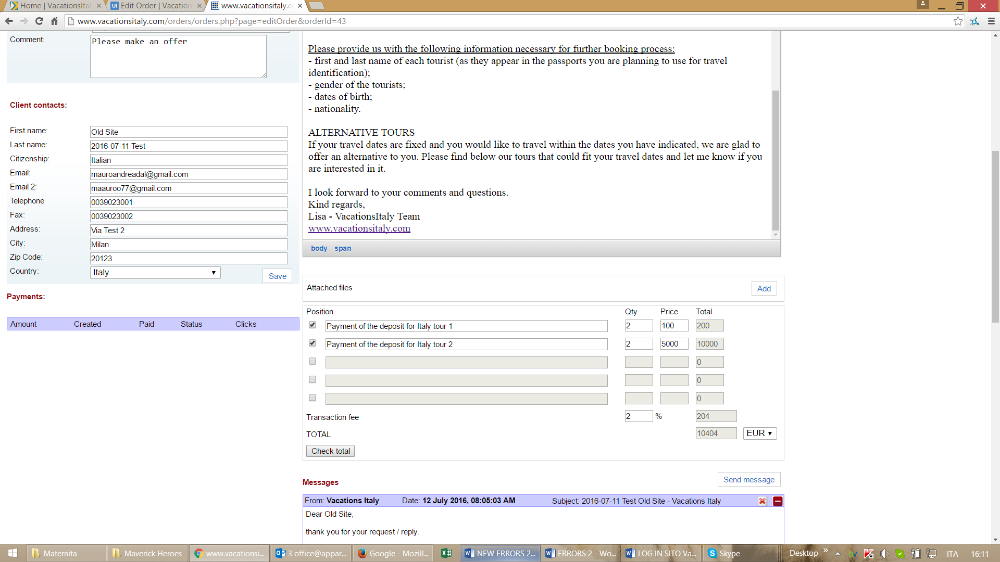 Home | VacationsItal
Edit Order | Vacation
www.vacationsitaly.c
www.vacationsitaly.com/orders/orders.php?page=editOrder&orderId=43
Comment:
Please make an offer
Client contacts:
First name: Old Site
Last name: 2016-07-11 Test
Citizenship: Italian
Email: mauroandreadal@gmail.com
Email 2: maauroo77@gmail.com
Telephone 0039023001
Fax: 0039023002
Address: Via Test 2
City: Milan
Zip Code: 20123
Country: Italy
Save
Payments:
Amount Created Paid Status Clicks
Please provide us with the following information necessary for further booking process:
- first and last name of each tourist (as they appear in the passports you are planning to use for travel
identification);
- gender of the tourists;
- dates of birth;
- nationality.
ALTERNATIVE TOURS
If your travel dates are fixed and you would like to travel within the dates you have indicated, we are glad to
offer an alternative to you. Please find below our tours that could fit your travel dates and let me know if you
are interested in it.
I look forward to your comments and questions.
Kind regards,
Lisa - VacationsItaly Team
www.vacationsitaly.com
body span
Attached files Add
Position Qty Price Total
Payment of the deposit for Italy tour 1 2 100 200
Payment of the deposit for Italy tour 2 2 5000 10000
0
0
0
Transaction fee 2 % 204
TOTAL 10404 EUR
Check total
Messages Send message
From: Vacations Italy Date: 12 July 2016, 08:05:03 AM Subject: 2016-07-11 Test Old Site - Vacations Italy
Dear Old Site,
thank you for your request / reply.
Maternita
Maverick Heroes
www.vacationsi...
3 office@appar...
Google - Mozill...
NEW ERRORS 2...
ERRORS 2 - Wo...
LOG IN SITO Va...
Skype
Desktop
ITA
16:11